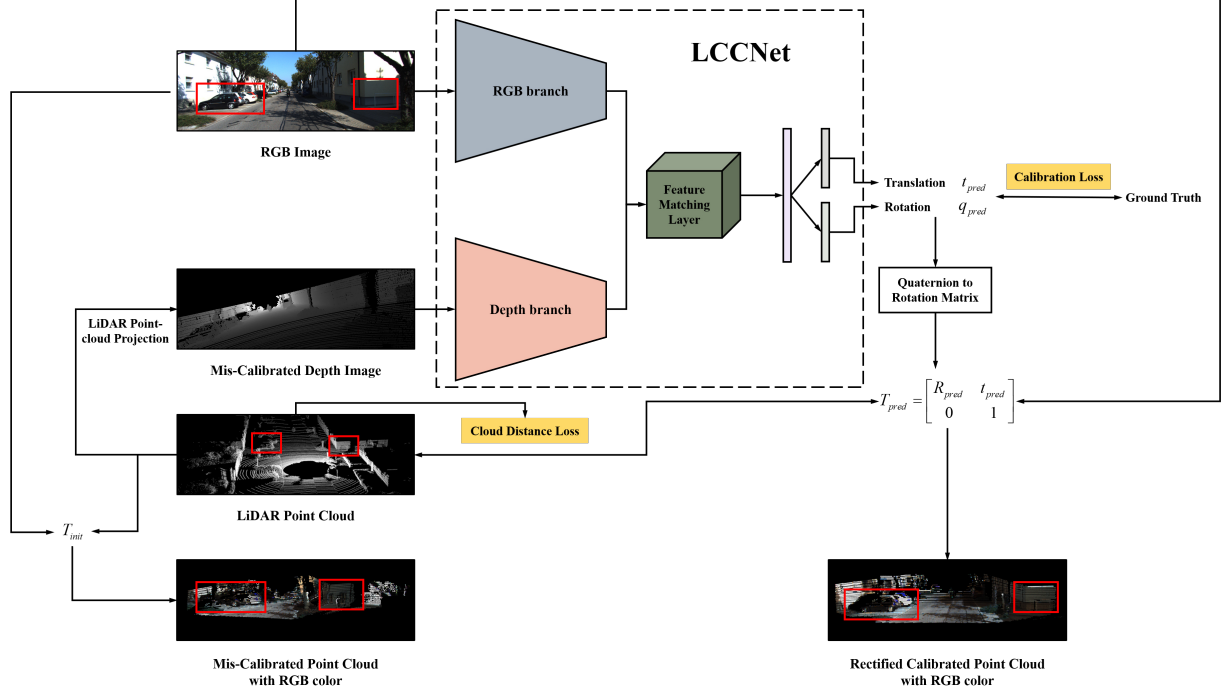 LCCNet
RGB branch
RGB Image
Feature
Matching
Layer
Translation t_pred
Rotation q_pred
Calibration Loss
Ground Truth
Quaternion to
Rotation Matrix
LiDAR Point-
cloud Projection
Depth branch
Mis-Calibrated Depth Image
T_pred = [ R_pred t_pred ]
0 1
Cloud Distance Loss
LiDAR Point Cloud
T_init
Mis-Calibrated Point Cloud
with RGB color
Rectified Calibrated Point Cloud
with RGB color